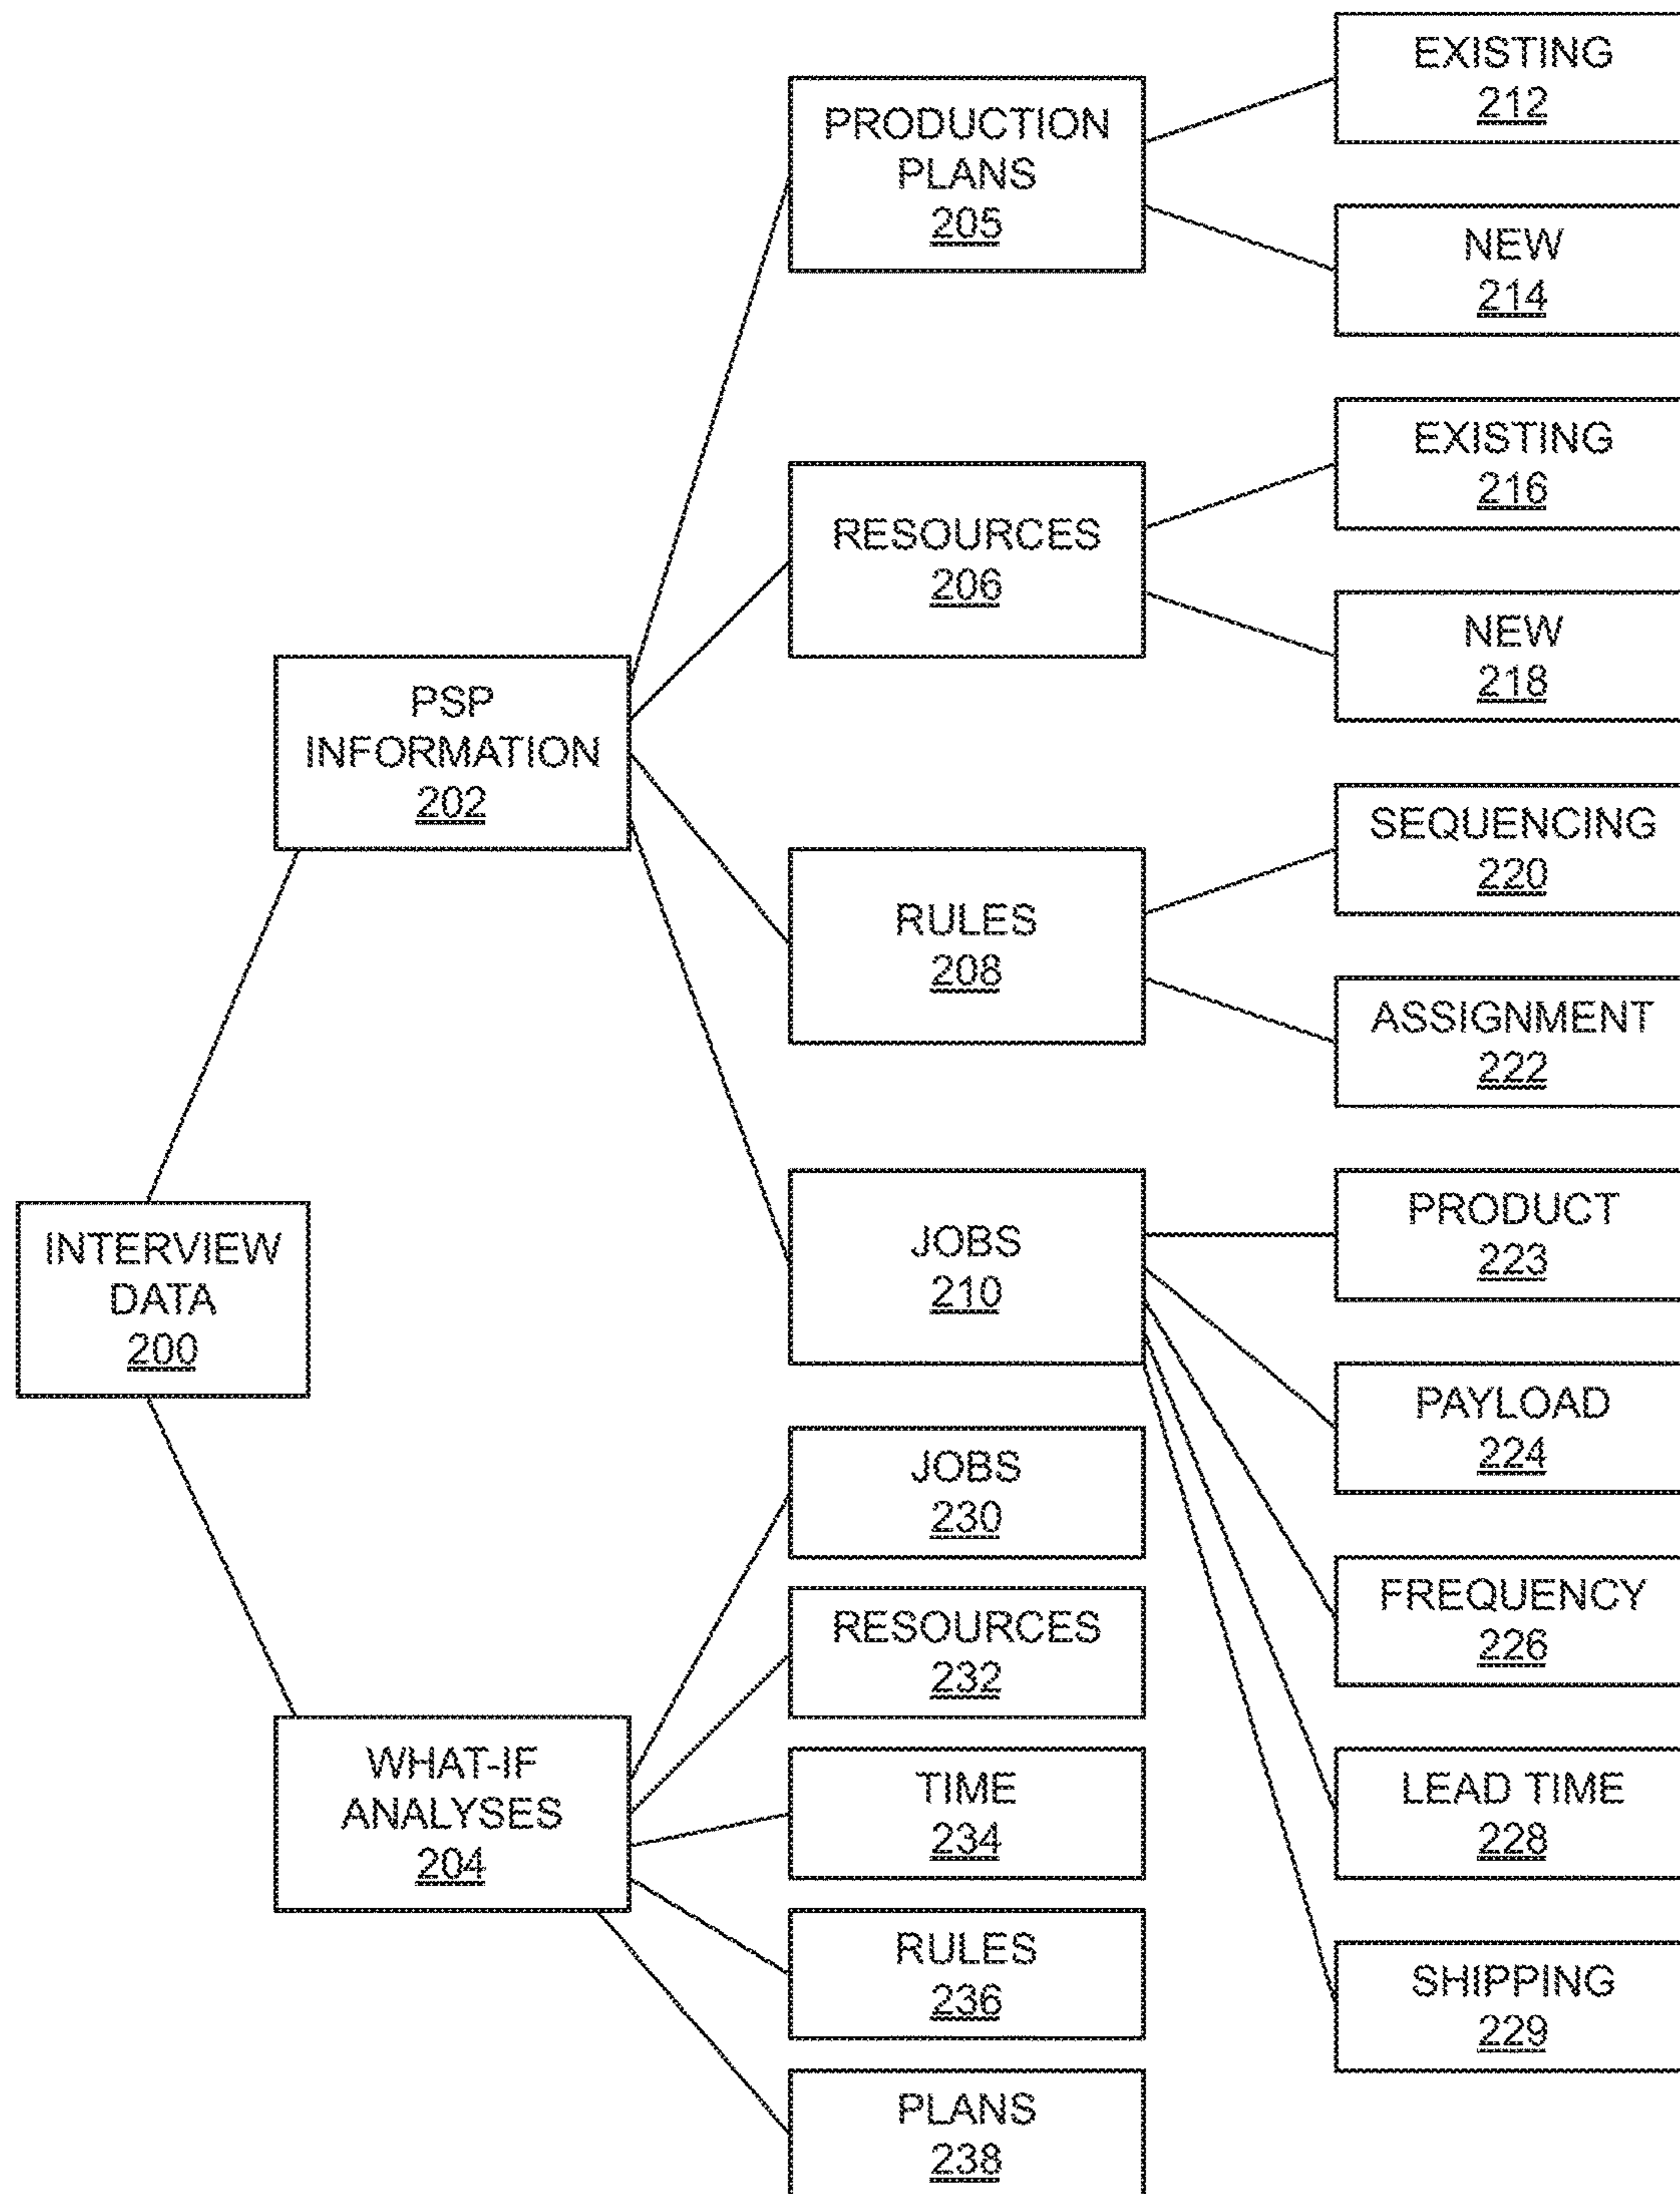 INTERVIEW
DATA
200
PSP
INFORMATION
202
WHAT-IF
ANALYSES
204
PRODUCTION
PLANS
205
RESOURCES
206
RULES
208
JOBS
210
JOBS
230
RESOURCES
232
TIME
234
RULES
236
PLANS
238
EXISTING
212
NEW
214
EXISTING
216
NEW
218
SEQUENCING
220
ASSIGNMENT
222
PRODUCT
223
PAYLOAD
224
FREQUENCY
226
LEAD TIME
228
SHIPPING
229